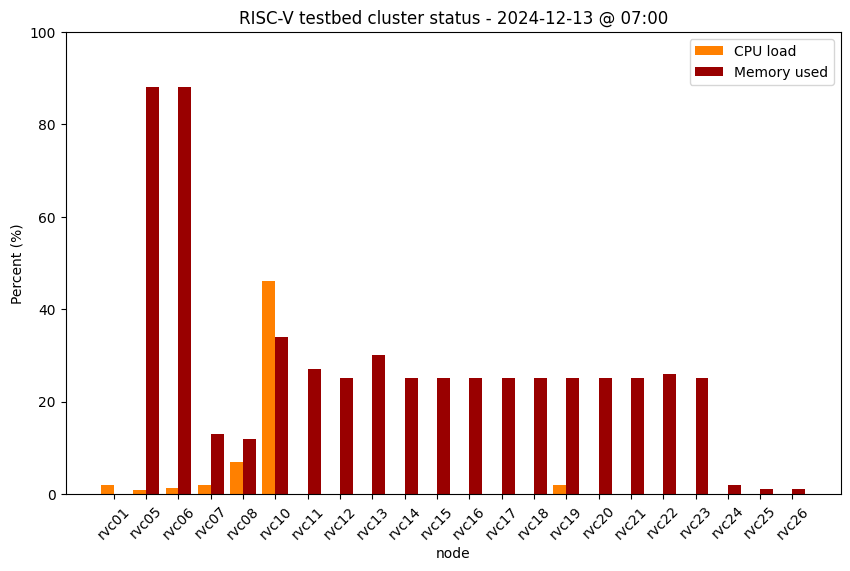 RISC-V testbed cluster status - 2024-12-13 @ 07:00
CPU load
Memory used
Percent (%)
100
80
60
40
20
0
rvc01 rvc05 rvc06 rvc07 rvc08 rvc10 rvc11 rvc12 rvc13 rvc14 rvc15 rvc16 rvc17 rvc18 rvc19 rvc20 rvc21 rvc22 rvc23 rvc24 rvc25 rvc26
node